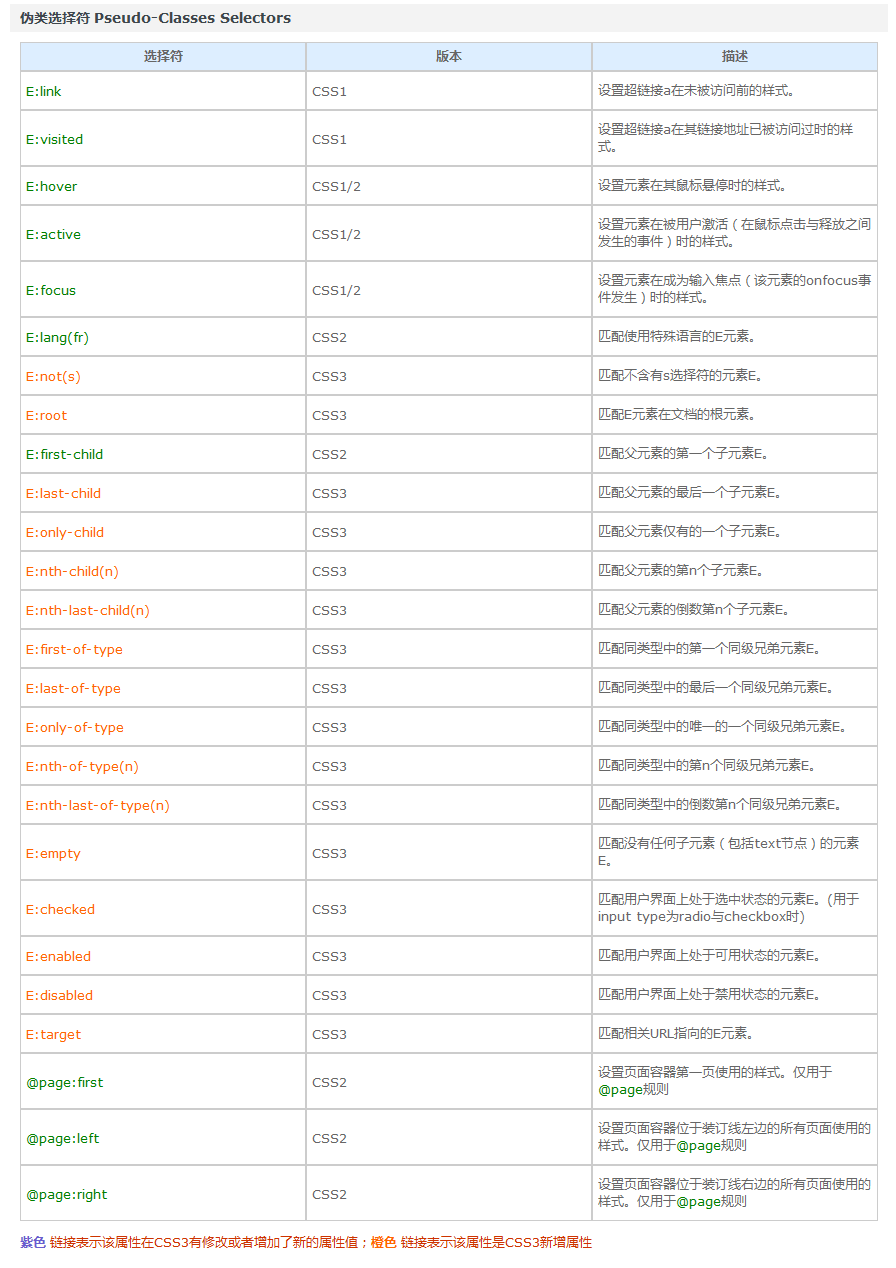 伪类选择符 Pseudo-Classes Selectors
选择符 版本 描述
E:link CSS1 设置超链接a在未被访问前的样式。
E:visited CSS1 设置超链接a在其链接地址已被访问过时的样
式。
E:hover CSS1/2 设置元素在其鼠标悬停时的样式。
E:active CSS1/2 设置元素在被用户激活（在鼠标点击与释放之间
发生的事件）时的样式。
E:focus CSS1/2 设置元素在成为输入焦点（该元素的onfocus事
件发生）时的样式。
E:lang(fr) CSS2 匹配使用特殊语言的E元素。
E:not(s) CSS3 匹配不含有s选择符的元素E。
E:root CSS3 匹配E元素在文档的根元素。
E:first-child CSS2 匹配父元素的第一个子元素E。
E:last-child CSS3 匹配父元素的最后一个子元素E。
E:only-child CSS3 匹配父元素仅有的一个子元素E。
E:nth-child(n) CSS3 匹配父元素的第n个子元素E。
E:nth-last-child(n) CSS3 匹配父元素的倒数第n个子元素E。
E:first-of-type CSS3 匹配同类型中的第一个同级兄弟元素E。
E:last-of-type CSS3 匹配同类型中的最后一个同级兄弟元素E。
E:only-of-type CSS3 匹配同类型中的唯一的一个同级兄弟元素E。
E:nth-of-type(n) CSS3 匹配同类型中的第n个同级兄弟元素E。
E:nth-last-of-type(n) CSS3 匹配同类型中的倒数第n个同级兄弟元素E。
E:empty CSS3 匹配没有任何子元素（包括text节点）的元素
E。
E:checked CSS3 匹配用户界面上处于选中状态的元素E。(用于
input type为radio与checkbox时)
E:enabled CSS3 匹配用户界面上处于可用状态的元素E。
E:disabled CSS3 匹配用户界面上处于禁用状态的元素E。
E:target CSS3 匹配相关URL指向的E元素。
@page:first CSS2 设置页面容器第一页使用的样式。仅用于
@page规则
@page:left CSS2 设置页面容器位于装订线左边的所有页面使用的
样式。仅用于@page规则
@page:right CSS2 设置页面容器位于装订线右边的所有页面使用的
样式。仅用于@page规则
紫色 链接表示该属性在CSS3有修改或者增加了新的属性值；橙色 链接表示该属性是CSS3新增属性